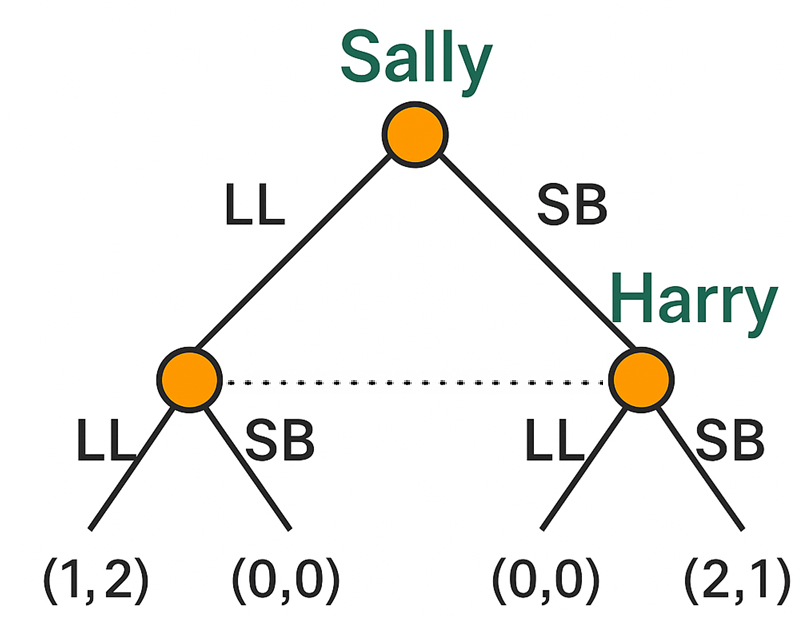 Sally
LL
SB
Harry
LL
SB
LL
SB
(1,2)
(0,0)
(0,0)
(2,1)